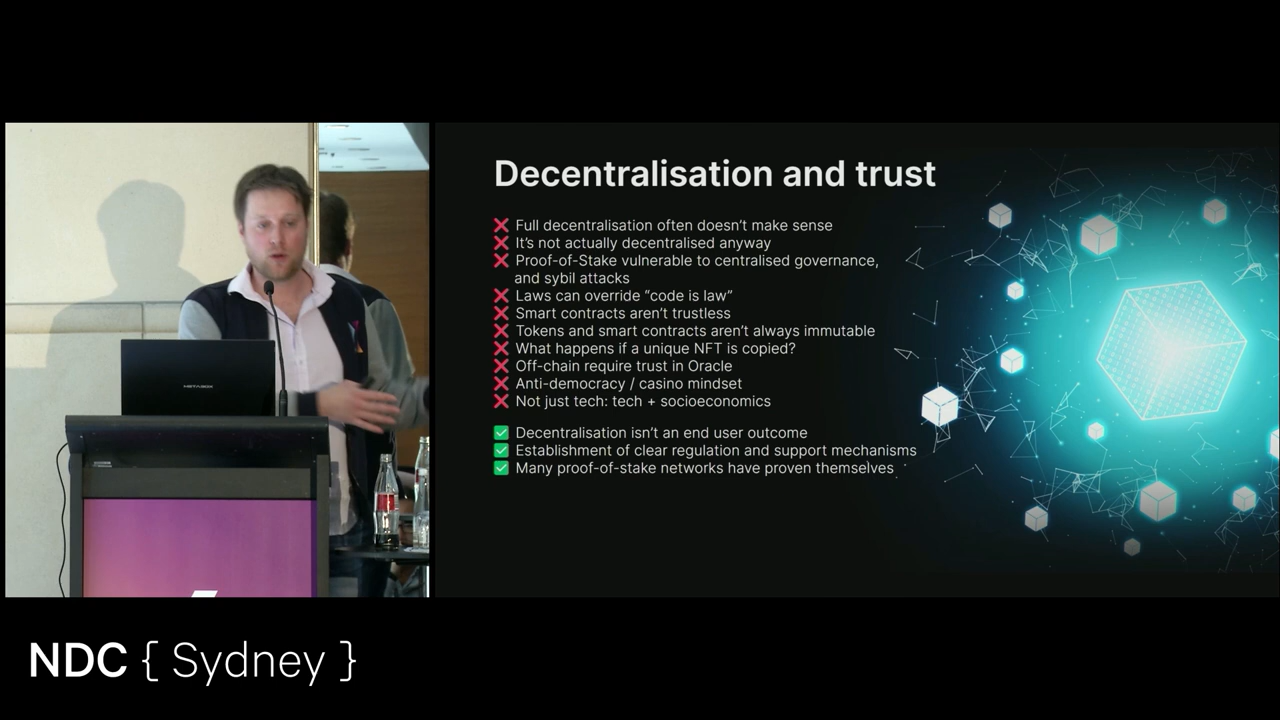 Decentralisation and trust
❌ Full decentralisation often doesn’t make sense
❌ It’s not actually decentralised anyway
❌ Proof-of-Stake vulnerable to centralised governance,
and sybil attacks
❌ Laws can override “code is law”
❌ Smart contracts aren’t trustless
❌ Tokens and smart contracts aren’t always immutable
❌ What happens if a unique NFT is copied?
❌ Off-chain require trust in Oracle
❌ Anti-democracy / casino mindset
❌ Not just tech: tech + socioeconomics
✅ Decentralisation isn’t an end user outcome
✅ Establishment of clear regulation and support mechanisms
✅ Many proof-of-stake networks have proven themselves
METABOX
NDC { Sydney }